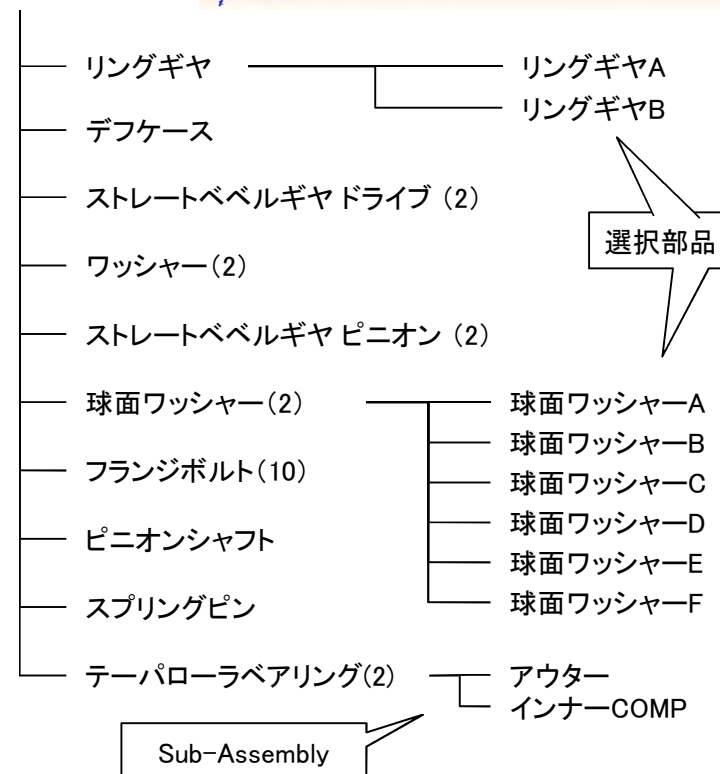 リングギヤ リングギヤA
リングギヤB
デフケース
ストレートベベルギヤ ドライブ (2)
選択部品
ワッシャー(2)
ストレートベベルギヤ ピニオン (2)
球面ワッシャー(2) 球面ワッシャーA
球面ワッシャーB
フランジボルト(10)
球面ワッシャーC
球面ワッシャーD
ピニオンシャフト
球面ワッシャーE
スプリングピン
球面ワッシャーF
テーパローラベアリング(2) アウター
インナーCOMP
Sub-Assembly